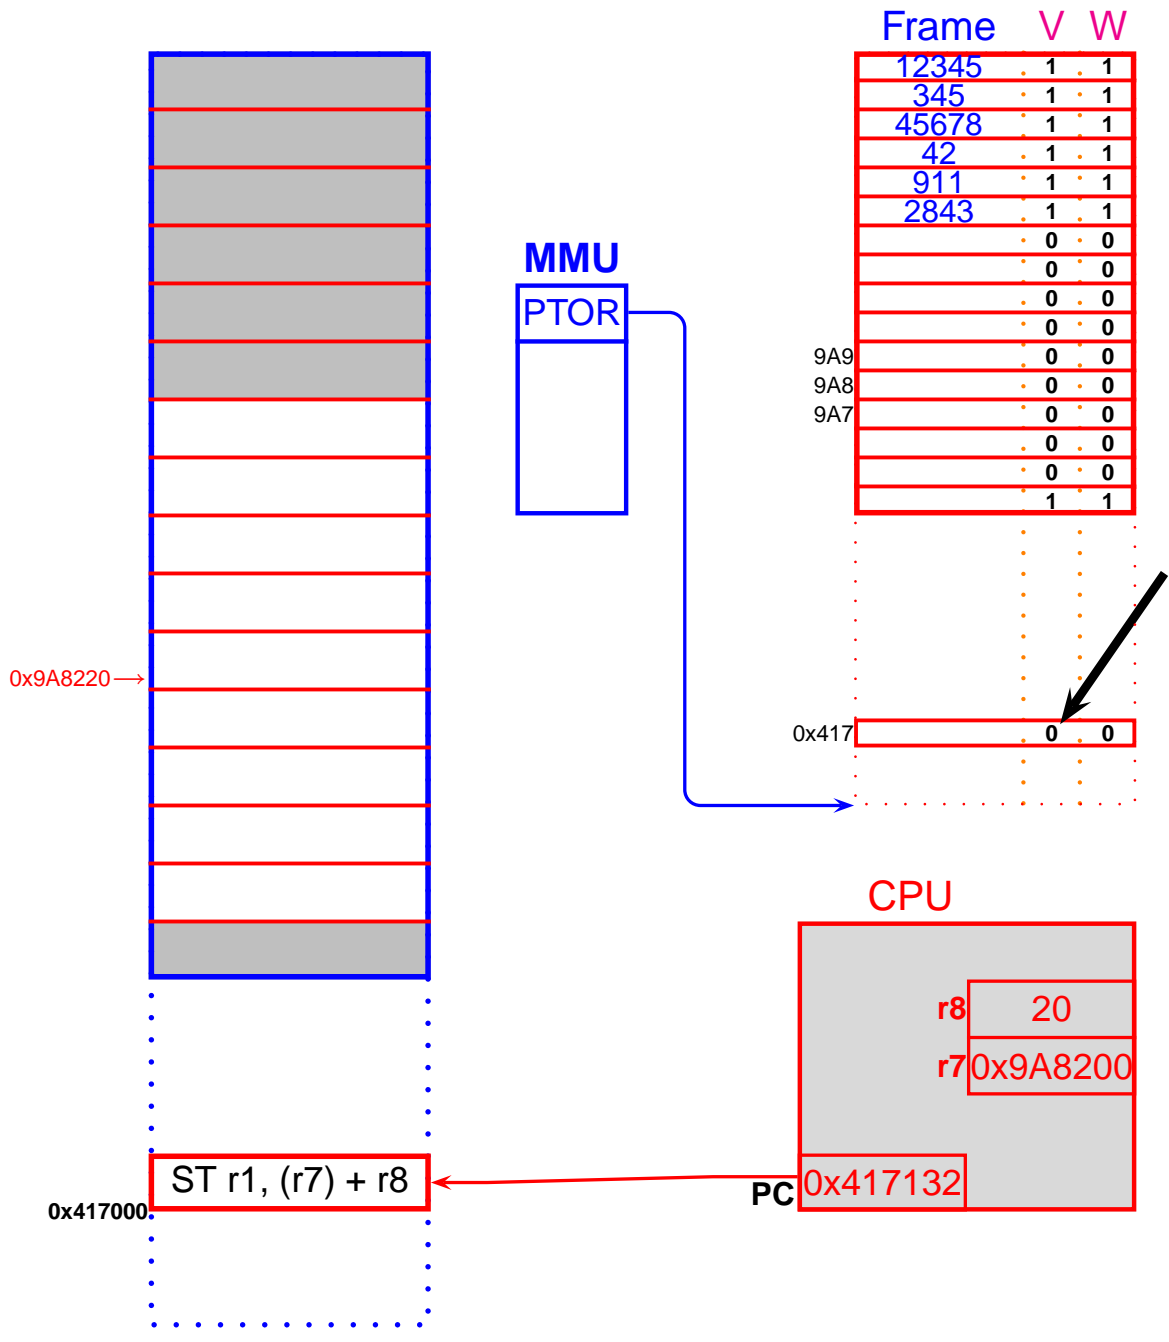 Frame V W
12345 1 1
345 1 1
45678 1 1
42 1 1
911 1 1
2843 1 1
0 0
0 0
0 0
0 0
9A9 0 0
9A8 0 0
9A7 0 0
0 0
0 0
1 1
MMU
PTOR
0x9A8220
0x417 0 0
CPU
r8 20
r7 0x9A8200
ST r1, (r7) + r8
PC 0x417132
0x417000